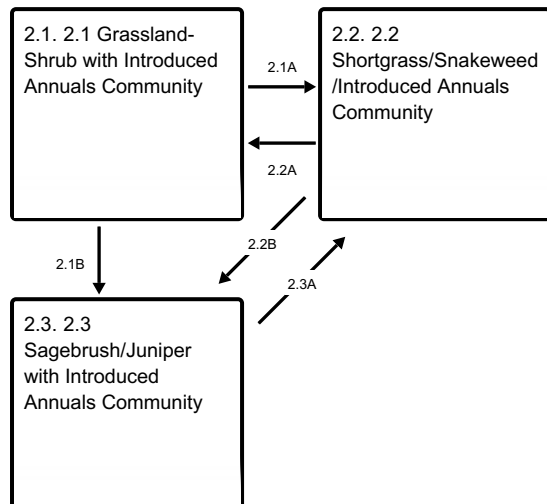 2.1. 2.1 Grassland-
Shrub with Introduced
Annuals Community
2.1A
2.2. 2.2
Shortgrass/Snakeweed
/Introduced Annuals
Community
2.2A
2.1B
2.2B
2.3A
2.3. 2.3
Sagebrush/Juniper
with Introduced
Annuals Community